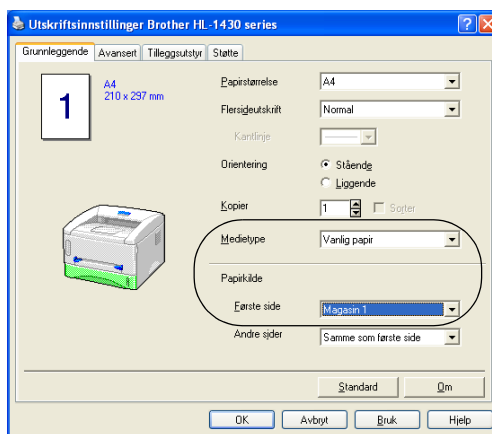 Utskriftsinnstillinger Brother HL-1430 series
Grunnleggende Avansert Tilleggsutstyr Støtte
1
A4
210 x 297 mm
Papirstørrelse A4
Flersideutskrift Normal
Kantlinje
Orientering Stående
Liggende
Kopier 1 Sorter
Medietype Vanlig papir
Papirkilde
Første side Magasin 1
Andre sider Samme som første side
Standard Om
OK Avbryt Bruk Hjelp